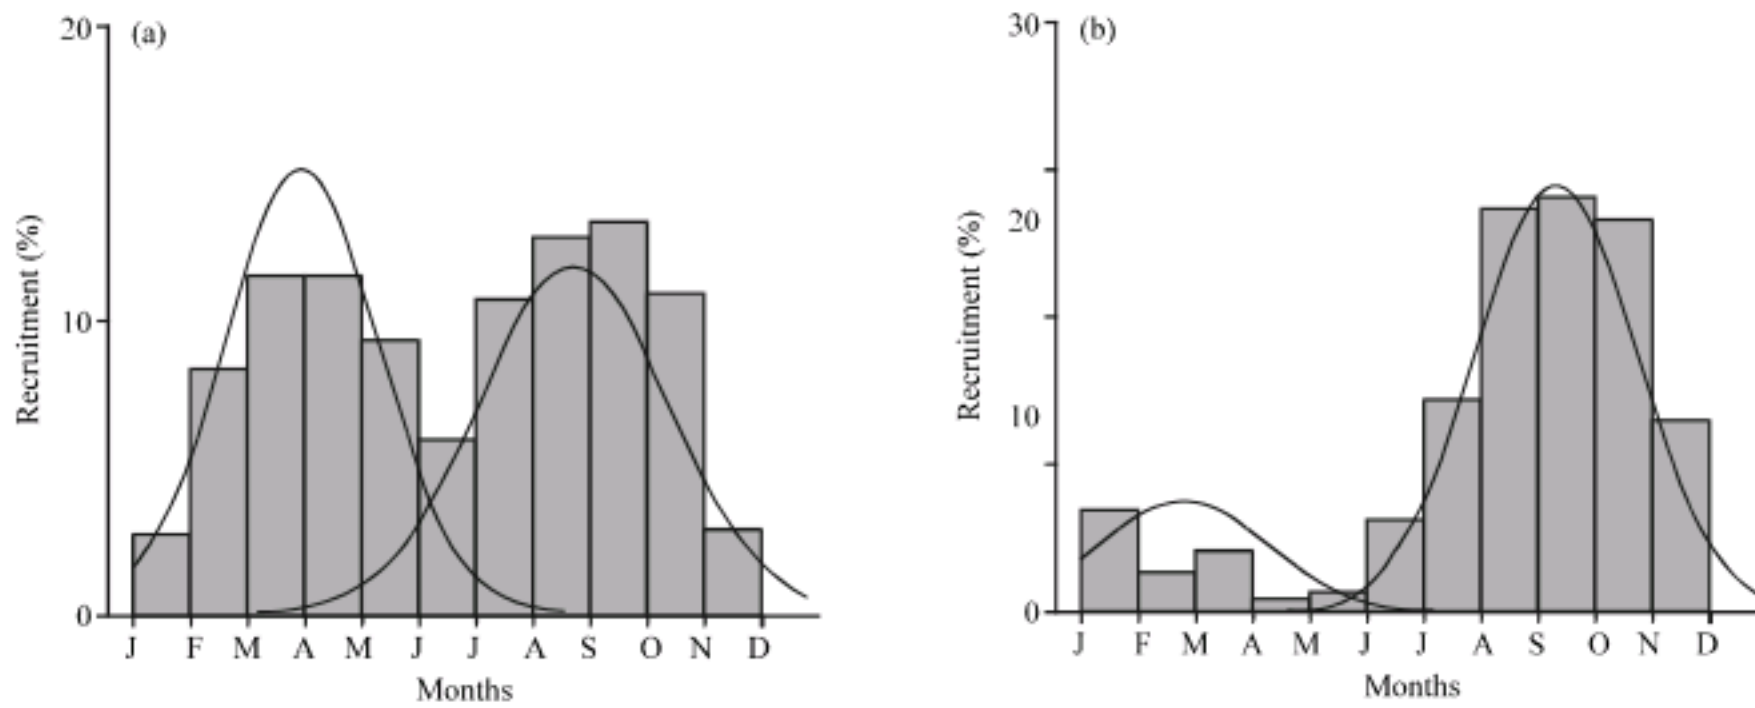 (a)
20
10
0
Recruitment (%)
J F M A M J J A S O N D
Months
(b)
30
20
10
0
Recruitment (%)
J F M A M J J A S O N D
Months